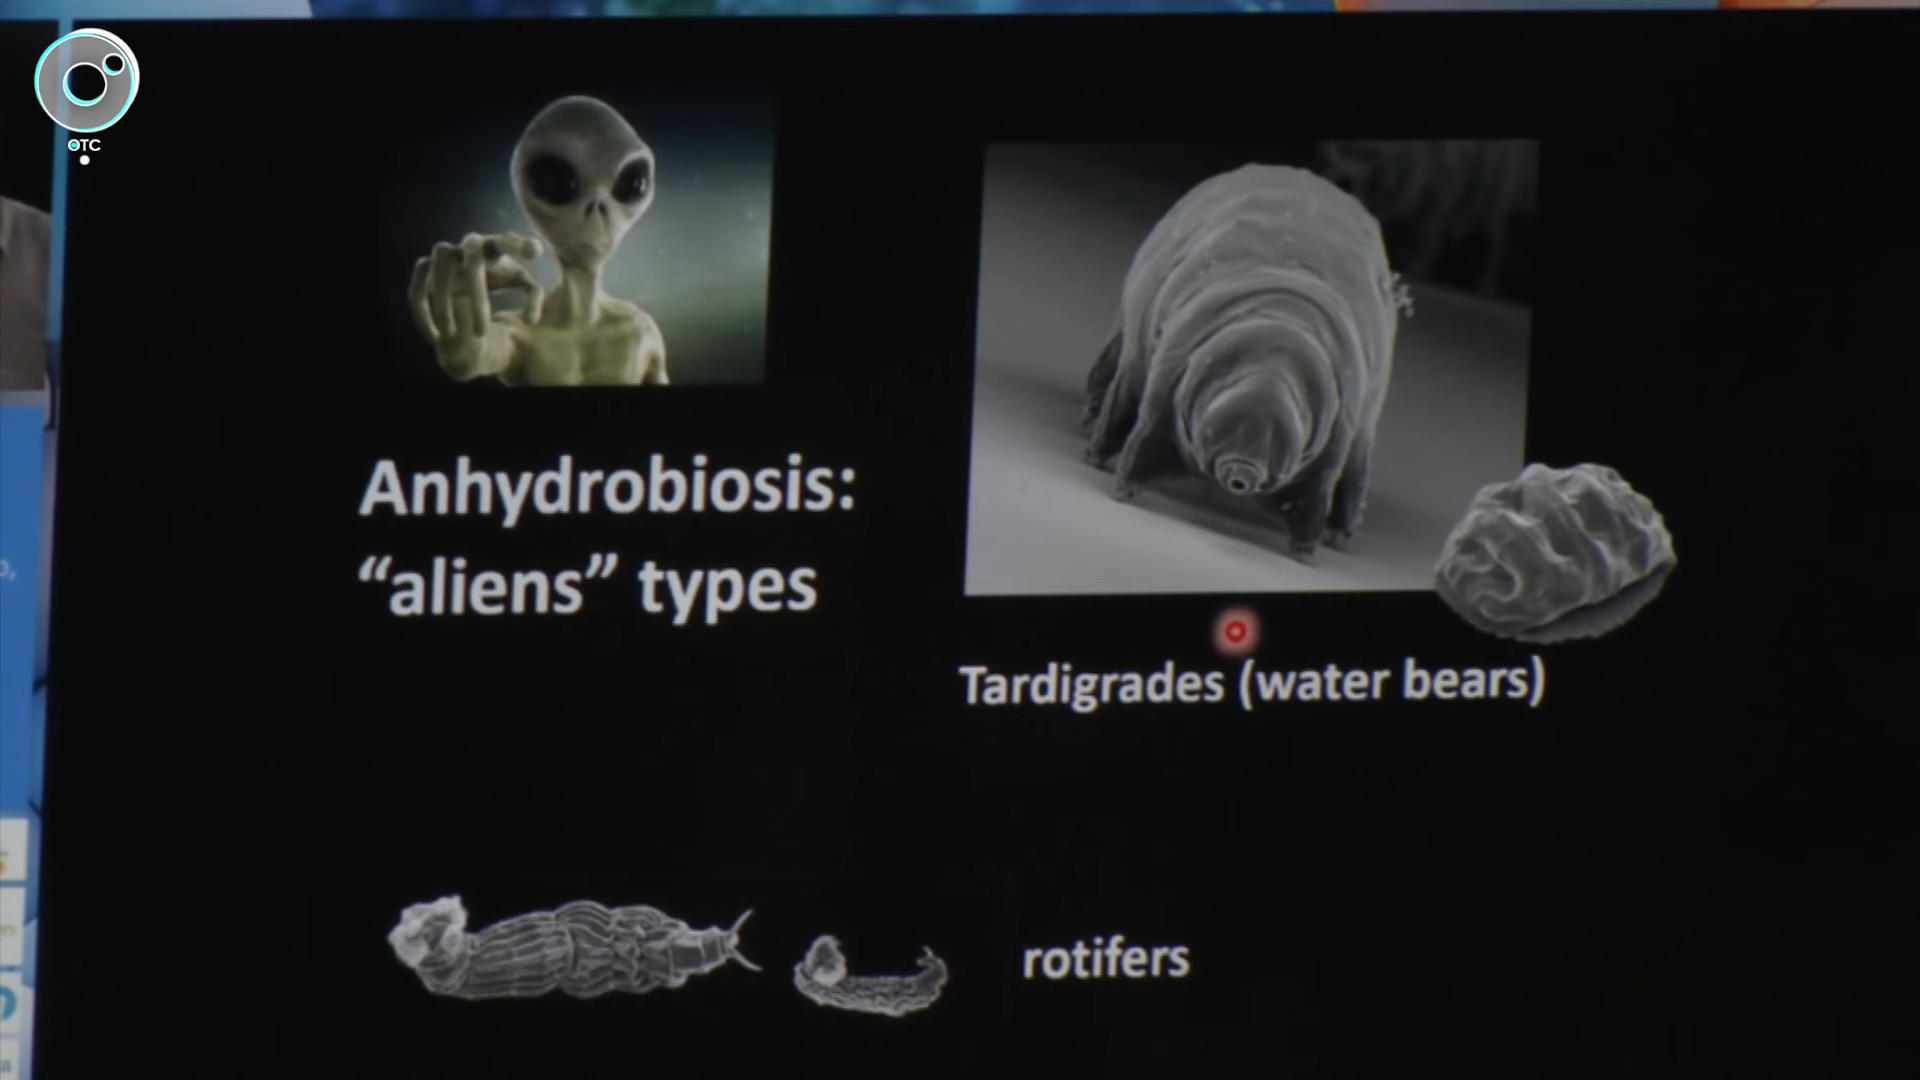 OTC
Anhydrobiosis:
“aliens” types
Tardigrades (water bears)
rotifers